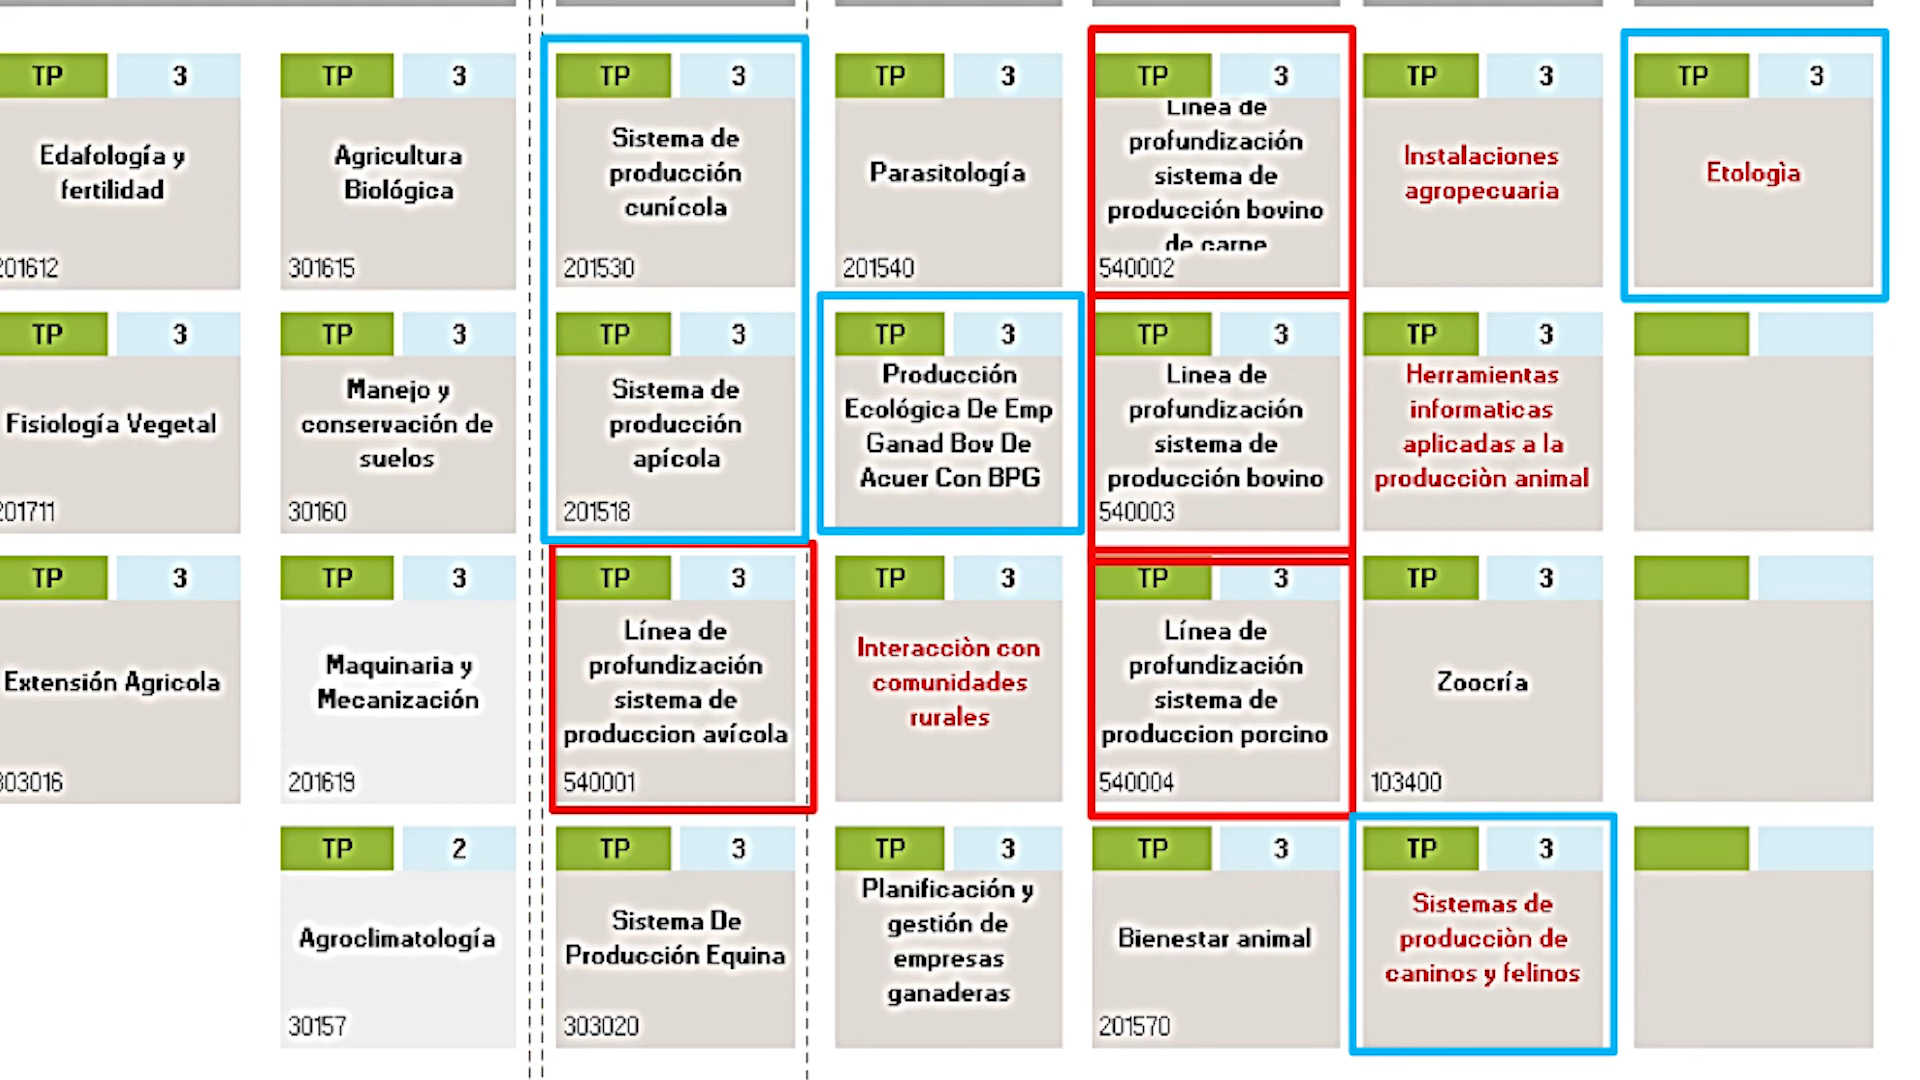 TP 3
Edafología y
fertilidad
201612
TP 3
Agricultura
Biológica
301615
TP 3
Sistema de
producción
cunícola
201530
TP 3
Parasitología
201540
TP 3
Linea de
profundización
sistema de
producción bovino
de carne
540002
TP 3
Instalaciones
agropecuaria
TP 3
Etologìa
TP 3
Fisiología Vegetal
201711
TP 3
Manejo y
conservación de
suelos
30160
TP 3
Sistema de
producción
apícola
201518
TP 3
Producción
Ecológica De Emp
Ganad Bov De
Acuer Con BPG
TP 3
Linea de
profundización
sistema de
producción bovino
540003
TP 3
Herramientas
informaticas
aplicadas a la
producciòn animal
TP 3
Extensión Agricola
303016
TP 3
Maquinaria y
Mecanización
201619
TP 3
Línea de
profundización
sistema de
produccion avícola
540001
TP 3
Interacciòn con
comunidades
rurales
TP 3
Línea de
profundización
sistema de
produccion porcino
540004
TP 3
Zoocría
103400
TP 2
Agroclimatología
30157
TP 3
Sistema De
Producción Equina
303020
TP 3
Planificación y
gestión de
empresas
ganaderas
TP 3
Bienestar animal
201570
TP 3
Sistemas de
producciòn de
caninos y felinos